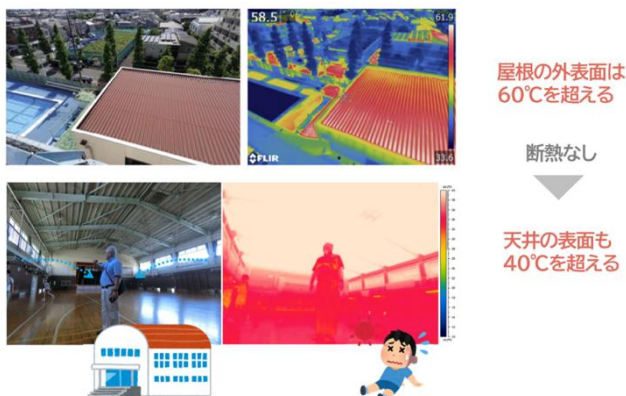 58.5
61.9
屋根の外表面は
60℃を超える
FLIR
33.6
断熱なし
天井の表面も
40℃を超える